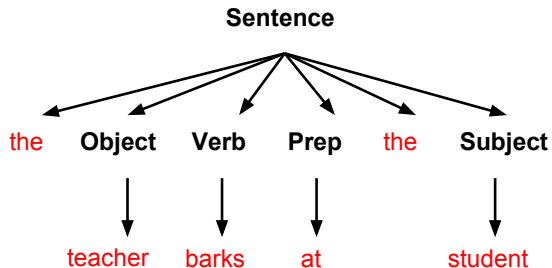 Sentence
the Object Verb Prep the Subject
teacher barks at student